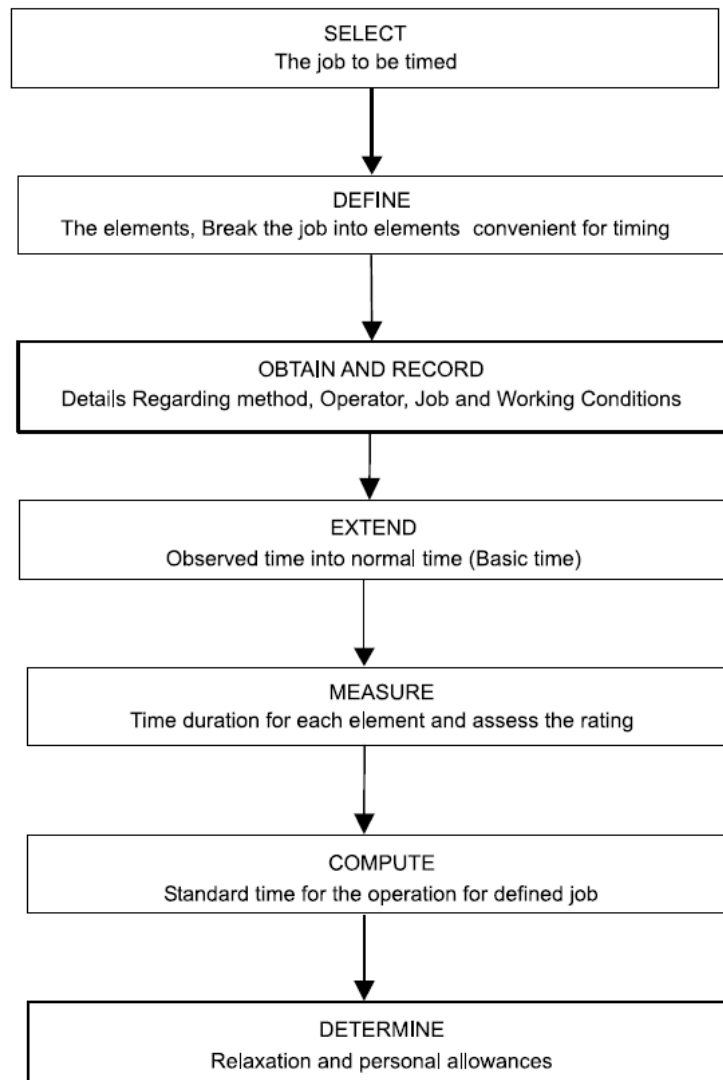 SELECT
The job to be timed
DEFINE
The elements, Break the job into elements convenient for timing
OBTAIN AND RECORD
Details Regarding method, Operator, Job and Working Conditions
EXTEND
Observed time into normal time (Basic time)
MEASURE
Time duration for each element and assess the rating
COMPUTE
Standard time for the operation for defined job
DETERMINE
Relaxation and personal allowances